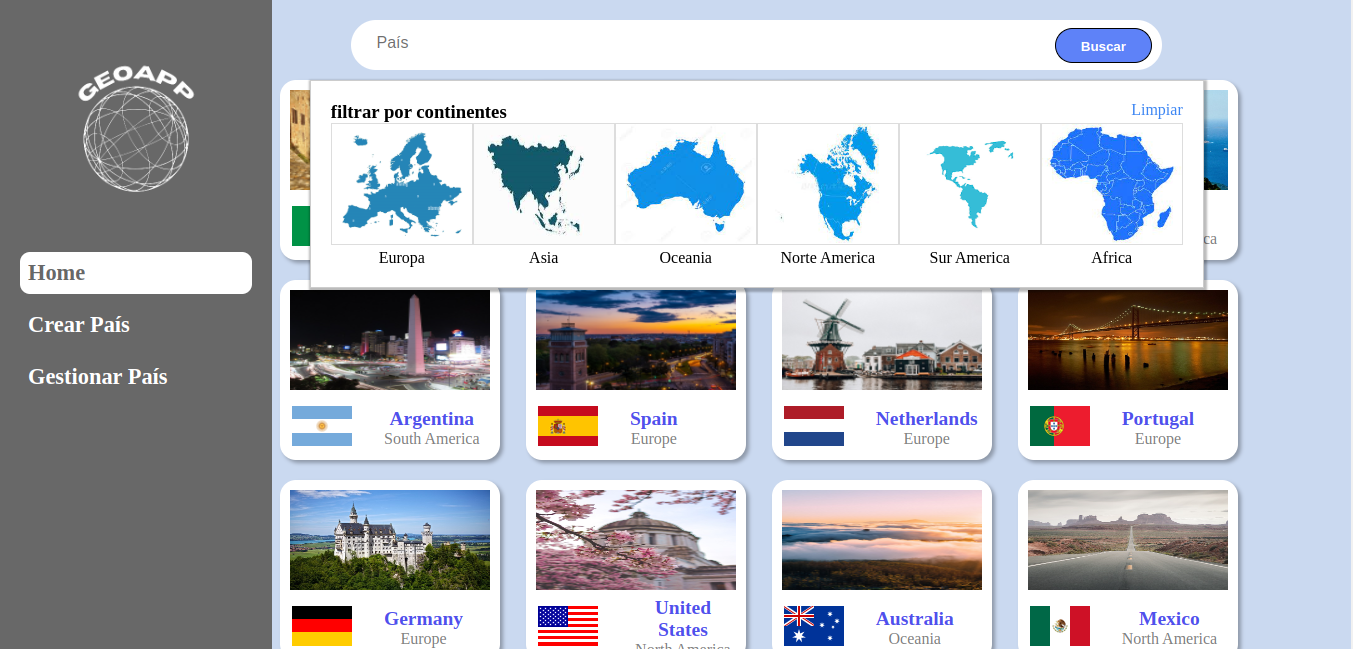 GEOAPP
Home
Crear País
Gestionar País
País
Buscar
filtrar por continentes
Limpiar
Europa
Asia
Oceania
Norte America
Sur America
Africa
ca
Argentina
South America
Spain
Europe
Netherlands
Europe
Portugal
Europe
Germany
Europe
United
States
North America
Australia
Oceania
Mexico
North America